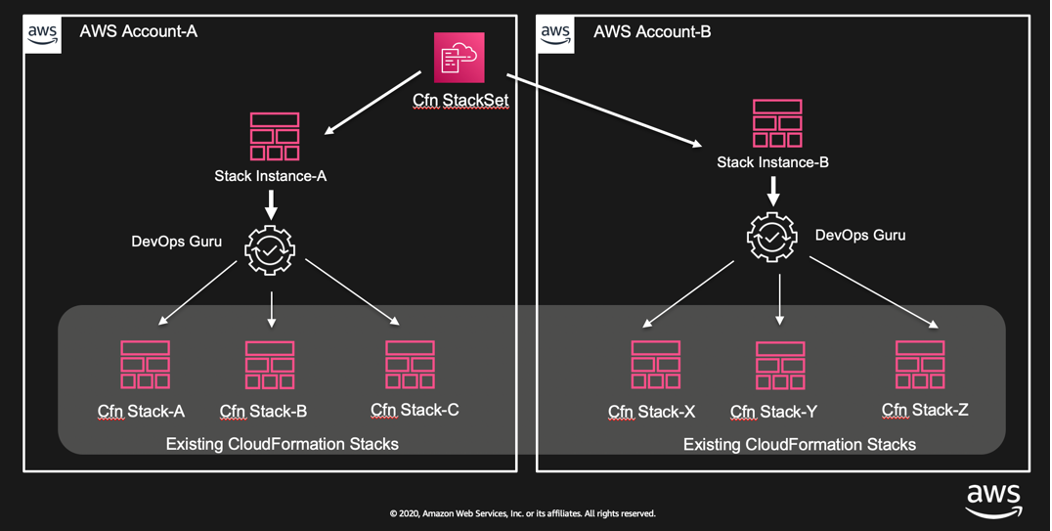 aws
AWS Account-A
Cfn StackSet
Stack Instance-A
DevOps Guru
Cfn Stack-A
Cfn Stack-B
Cfn Stack-C
Existing CloudFormation Stacks
aws
AWS Account-B
Stack Instance-B
DevOps Guru
Cfn Stack-X
Cfn Stack-Y
Cfn Stack-Z
Existing CloudFormation Stacks
© 2020, Amazon Web Services, Inc. or its affiliates. All rights reserved.
aws